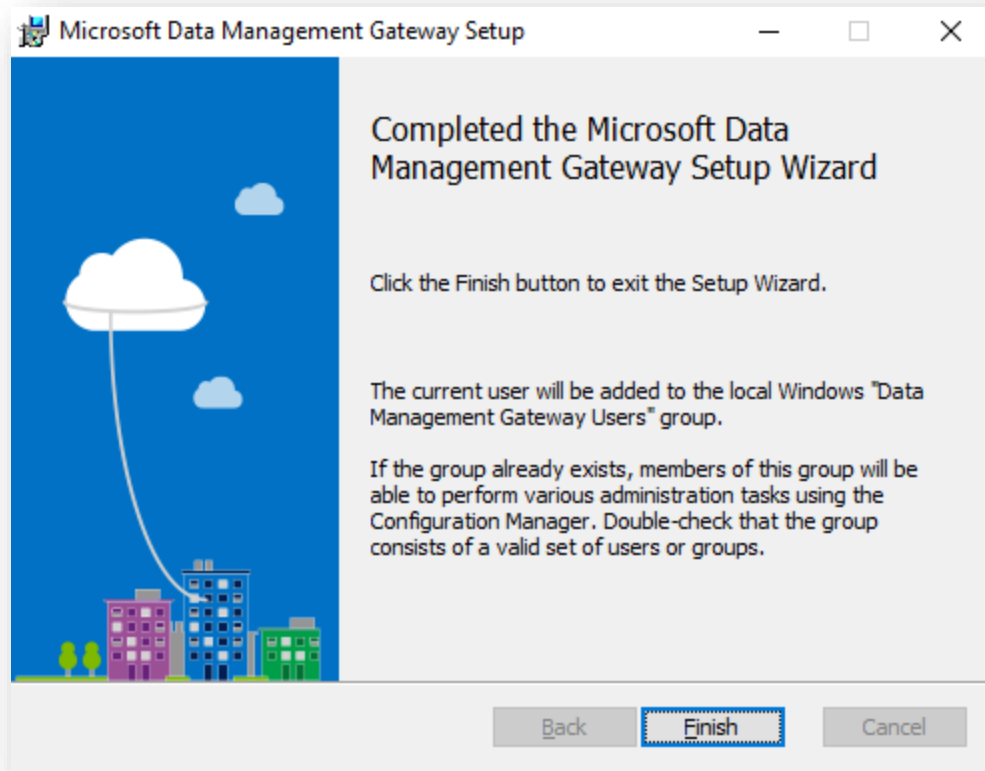 Microsoft Data Management Gateway Setup
Completed the Microsoft Data
Management Gateway Setup Wizard
Click the Finish button to exit the Setup Wizard.
The current user will be added to the local Windows "Data
Management Gateway Users" group.
If the group already exists, members of this group will be
able to perform various administration tasks using the
Configuration Manager. Double-check that the group
consists of a valid set of users or groups.
Back
Finish
Cancel